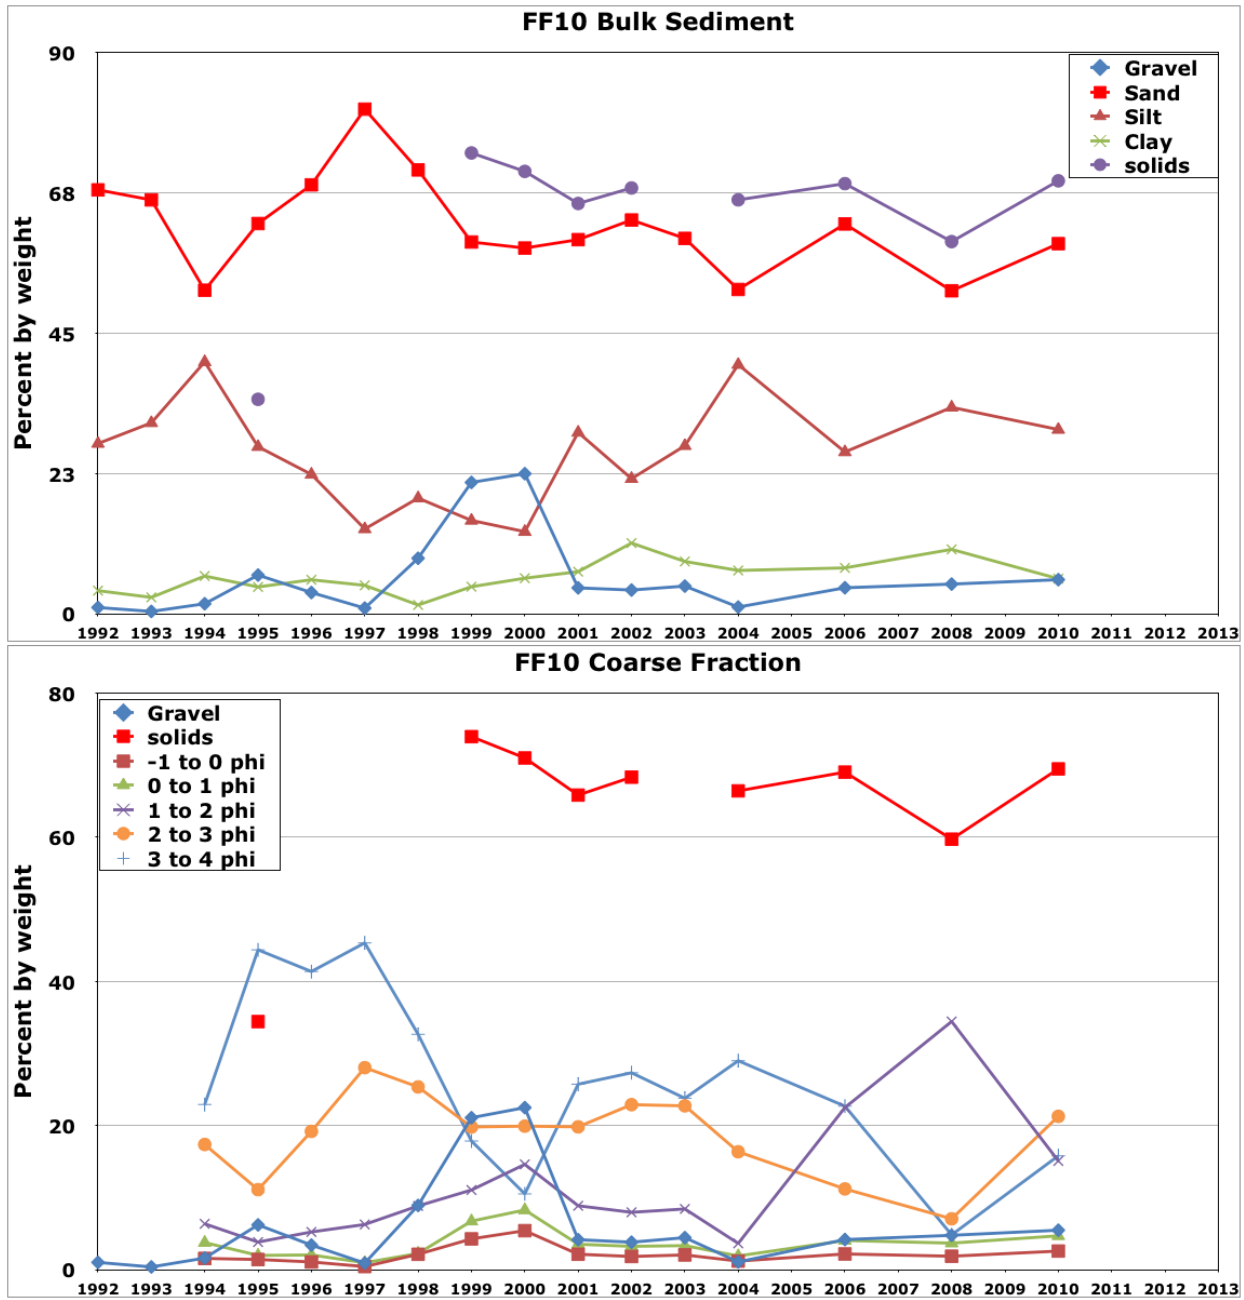 FF10 Bulk Sediment
Percent by weight
90
68
45
23
0
Gravel
Sand
Silt
Clay
solids
1992 1993 1994 1995 1996 1997 1998 1999 2000 2001 2002 2003 2004 2005 2006 2007 2008 2009 2010 2011 2012 2013
FF10 Coarse Fraction
Percent by weight
80
60
40
20
0
Gravel
solids
-1 to 0 phi
0 to 1 phi
1 to 2 phi
2 to 3 phi
3 to 4 phi
1992 1993 1994 1995 1996 1997 1998 1999 2000 2001 2002 2003 2004 2005 2006 2007 2008 2009 2010 2011 2012 2013